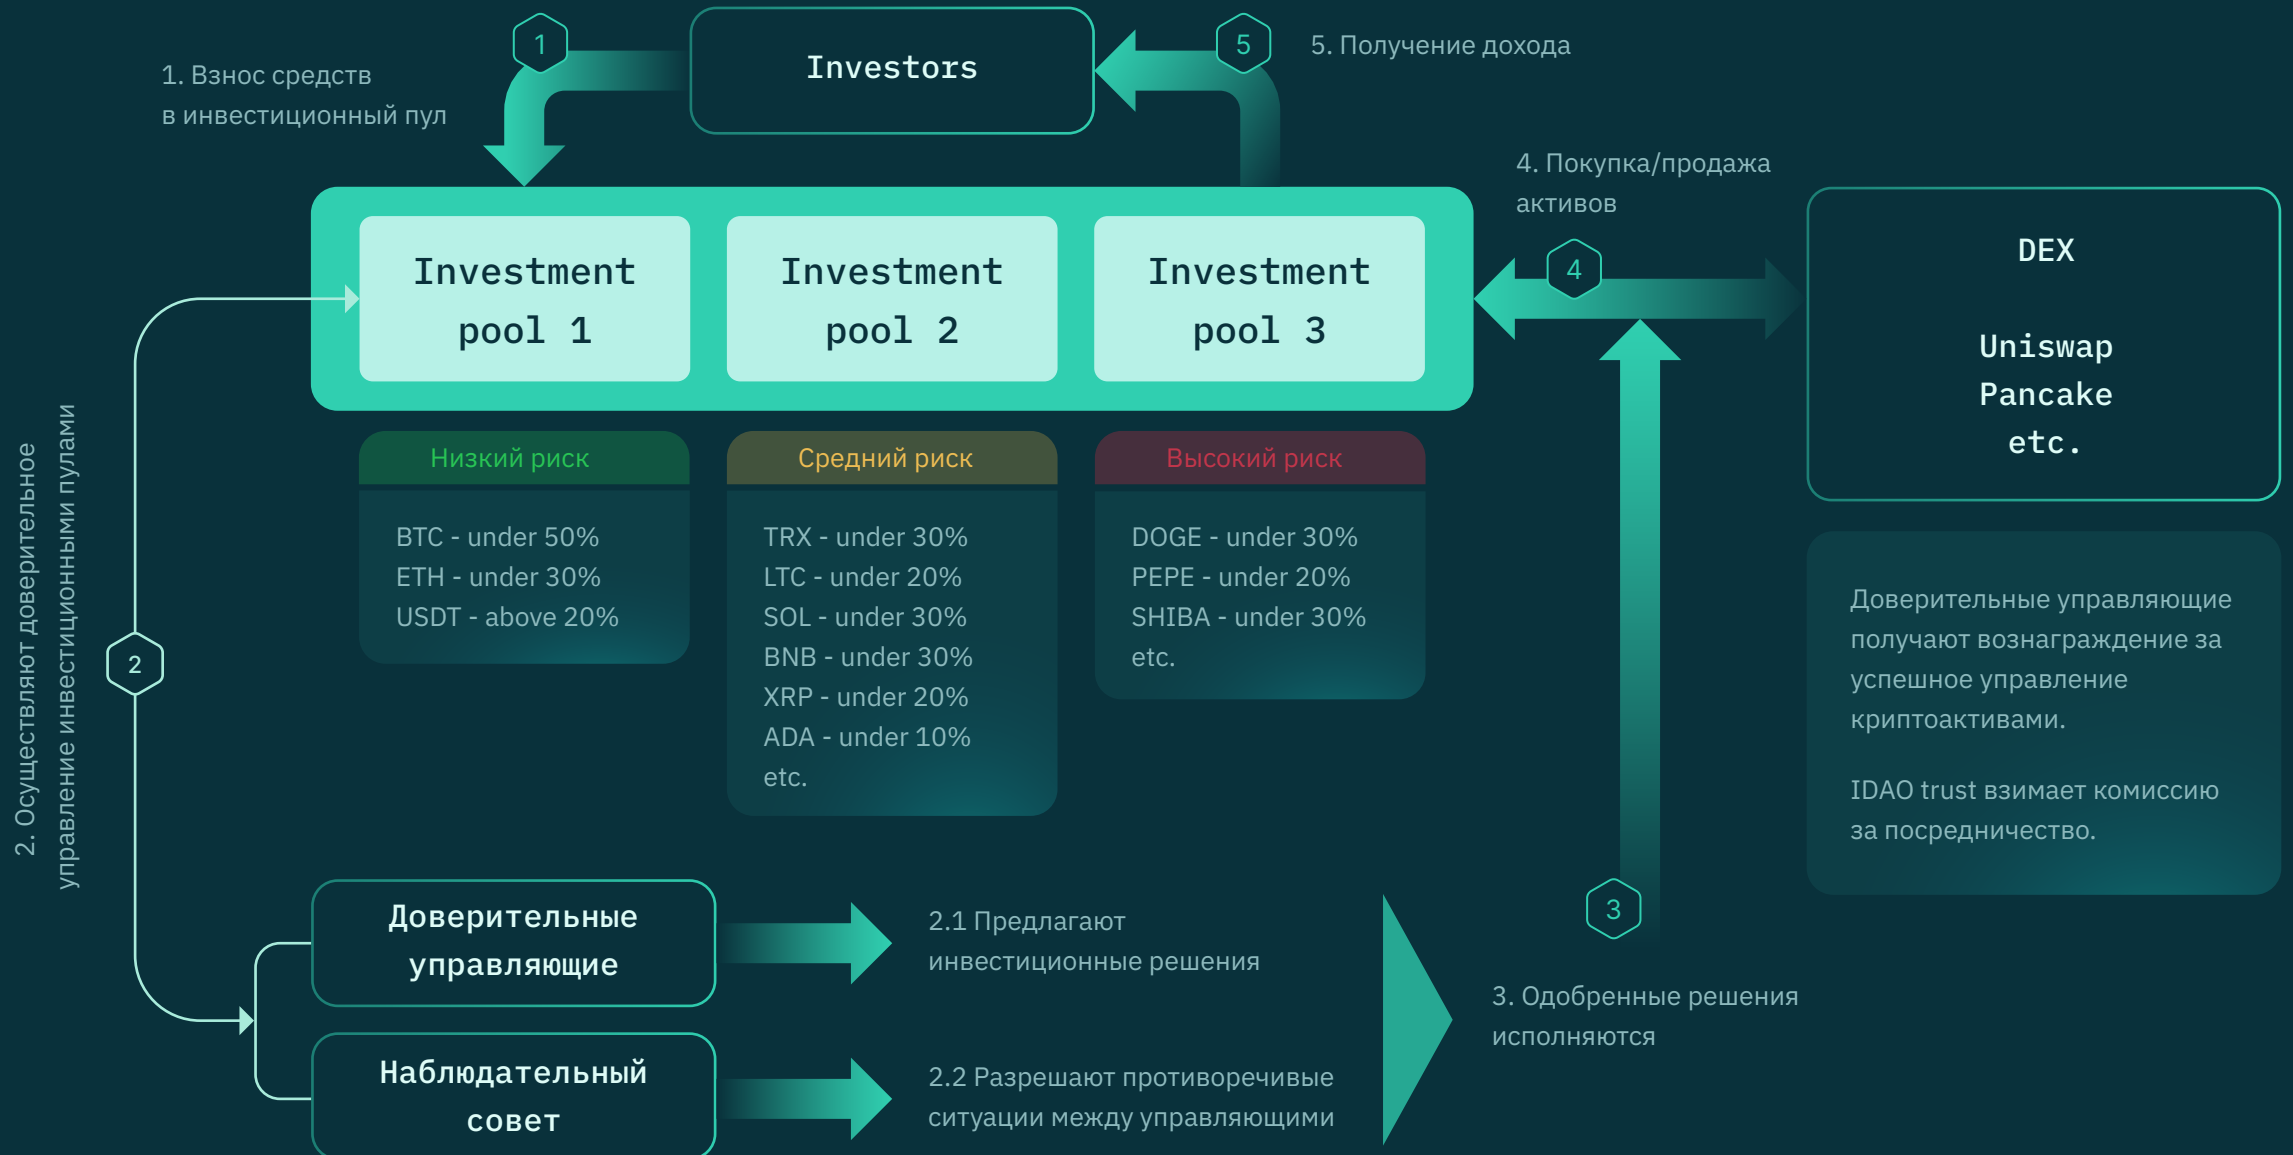 1
1. Взнос средств
в инвестиционный пул
Investors
5
5. Получение дохода
Investment
pool 1
Investment
pool 2
Investment
pool 3
4. Покупка/продажа
активов
4
DEX
Uniswap
Pancake
etc.
Низкий риск
BTC - under 50%
ETH - under 30%
USDT - above 20%
Средний риск
TRX - under 30%
LTC - under 20%
SOL - under 30%
BNB - under 30%
XRP - under 20%
ADA - under 10%
etc.
Высокий риск
DOGE - under 30%
PEPE - under 20%
SHIBA - under 30%
etc.
Доверительные управляющие
получают вознаграждение за
успешное управление
криптоактивами.
IDAO trust взимает комиссию
за посредничество.
2. Осуществляют доверительное
управление инвестиционными пулами
2
Доверительные
управляющие
2.1 Предлагают
инвестиционные решения
Наблюдательный
совет
2.2 Разрешают противоречивые
ситуации между управляющими
3
3. Одобренные решения
исполняются